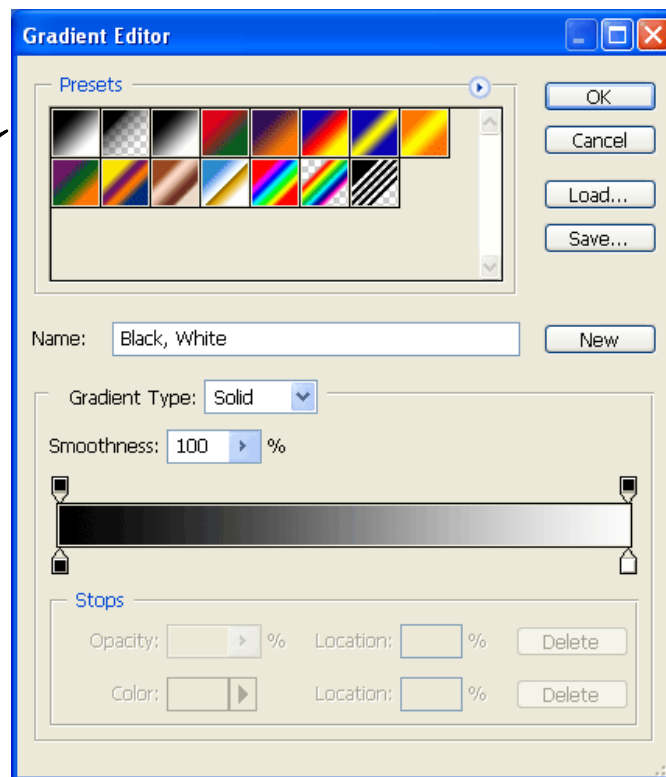 Gradient Editor
Presets
OK
Cancel
Load...
Save...
Name: Black, White
New
Gradient Type: Solid
Smoothness: 100 %
Stops
Opacity: % Location: % Delete
Color: Location: % Delete